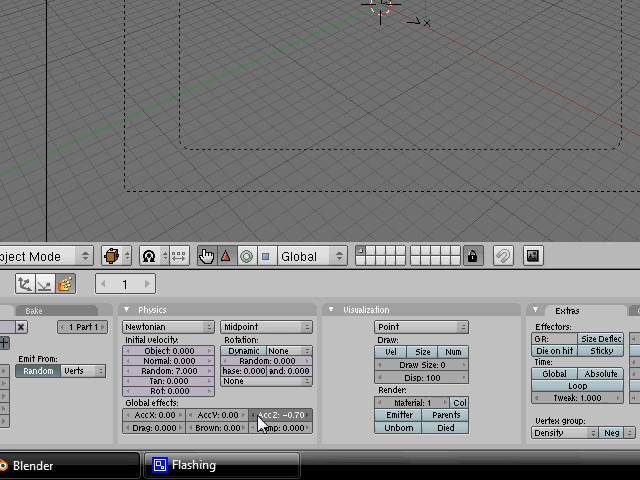 x
bject Mode
Global
1
Bake
Physics
Visualization
Extras
1 Part 1
Newtonian
Midpoint
Point
Effectors:
Initial velocity:
Rotation:
Draw:
GR:
Size Deflec
Object: 0.000
Dynamic
None
Vel
Size
Num
Die on hit
Sticky
Emit From:
Normal: 0.000
Random: 0.000
Draw Size: 0
Time:
Random
Verts
Random: 7.000
hase: 0.000
and: 0.000
Disp: 100
Global
Absolute
Tan: 0.000
None
Render:
Loop
Rot: 0.000
Material: 1
Col
Tweak: 1.000
Global effects:
AccX: 0.00
AccY: 0.00
AccZ: -0.70
Emitter
Parents
Vertex group:
Drag: 0.000
Brown: 0.00
mp: 0.000
Unborn
Died
Density
Neg
Blender
Flashing